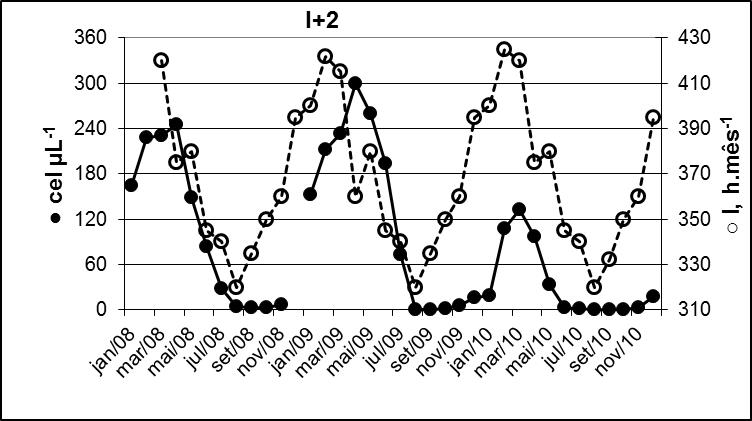 I+2
360
300
240
180
120
60
0
● cel µL-¹
430
410
390
370
350
330
310
○ I, h.mês-¹
jan/08
mar/08
mai/08
jul/08
set/08
nov/08
jan/09
mar/09
mai/09
jul/09
set/09
nov/09
jan/10
mar/10
mai/10
jul/10
set/10
nov/10